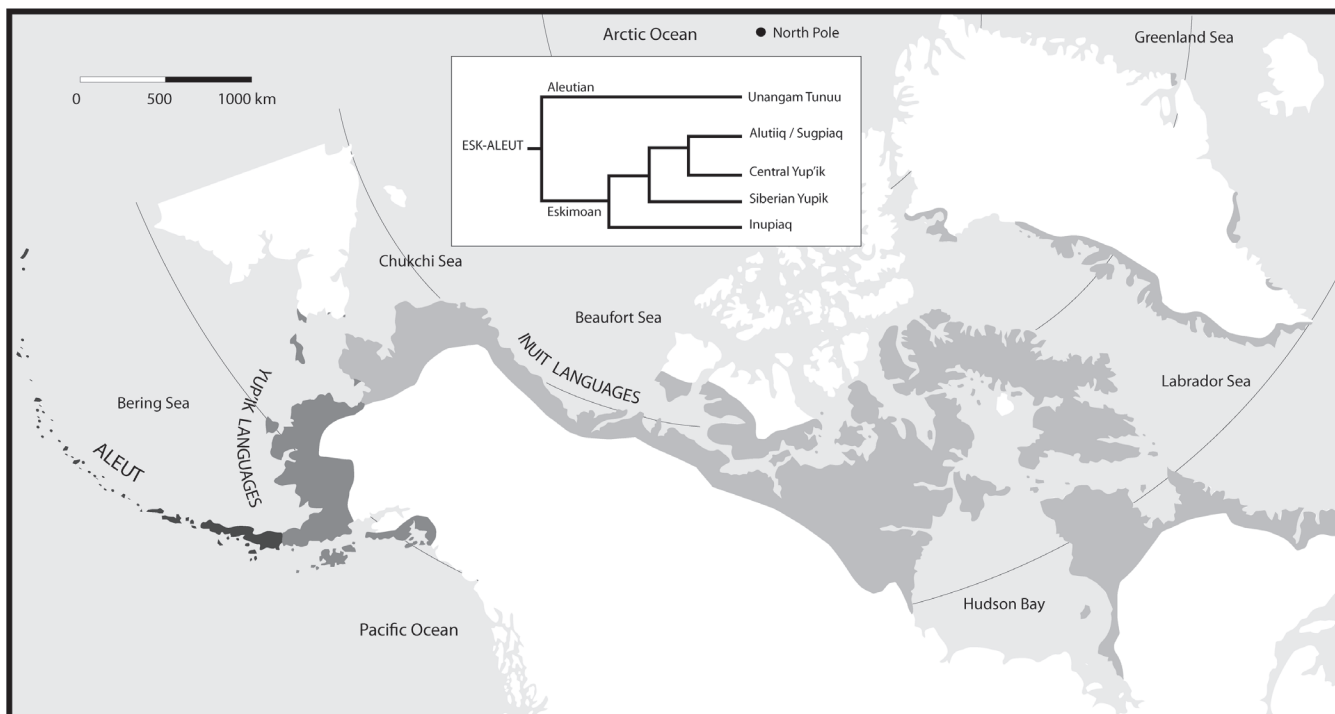 Arctic Ocean
North Pole
Greenland Sea
0 500 1000 km
Aleutian
Unangam Tunuu
Alutiiq / Sugpiaq
ESK-ALEUT
Central Yup'ik
Siberian Yupik
Eskimoan
Inupiaq
Chukchi Sea
Beaufort Sea
INUIT LANGUAGES
Labrador Sea
Bering Sea
YUP'IK LANGUAGES
ALEUT
Hudson Bay
Pacific Ocean